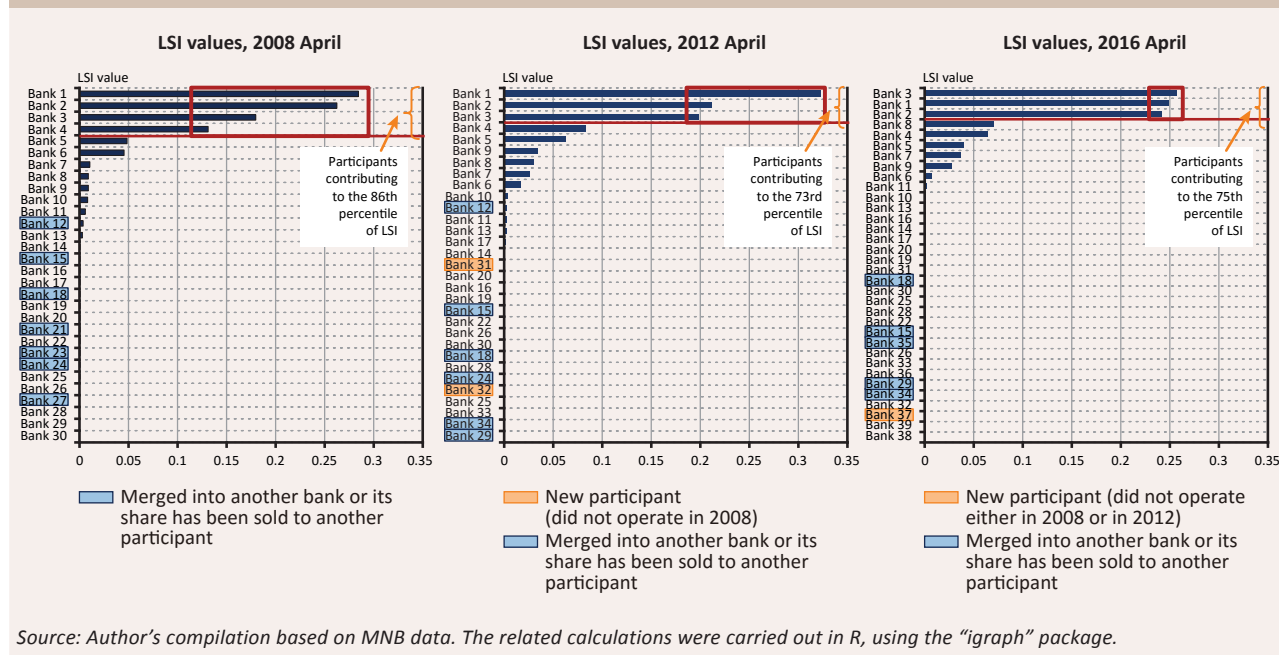 LSI values, 2008 April
LSI value
Bank 1
Bank 2
Bank 3
Bank 4
Bank 5
Bank 6
Bank 7
Bank 8
Bank 9
Bank 10
Bank 11
Bank 12
Bank 13
Bank 14
Bank 15
Bank 16
Bank 17
Bank 18
Bank 19
Bank 20
Bank 21
Bank 22
Bank 23
Bank 24
Bank 25
Bank 26
Bank 27
Bank 28
Bank 29
Bank 30
Participants
contributing
to the 86th
percentile
of LSI
0 0.05 0.1 0.15 0.2 0.25 0.3 0.35
Merged into another bank or its
share has been sold to another
participant
LSI values, 2012 April
LSI value
Bank 1
Bank 2
Bank 3
Bank 4
Bank 5
Bank 9
Bank 8
Bank 7
Bank 6
Bank 10
Bank 12
Bank 11
Bank 13
Bank 17
Bank 14
Bank 31
Bank 20
Bank 16
Bank 19
Bank 15
Bank 22
Bank 26
Bank 30
Bank 18
Bank 28
Bank 24
Bank 32
Bank 25
Bank 33
Bank 34
Bank 29
Participants
contributing
to the 73rd
percentile
of LSI
0 0.05 0.1 0.15 0.2 0.25 0.3 0.35
New participant
(did not operate in 2008)
Merged into another bank or its
share has been sold to another
participant
LSI values, 2016 April
LSI value
Bank 3
Bank 1
Bank 2
Bank 8
Bank 4
Bank 5
Bank 7
Bank 9
Bank 6
Bank 11
Bank 10
Bank 13
Bank 16
Bank 14
Bank 17
Bank 20
Bank 19
Bank 31
Bank 18
Bank 30
Bank 25
Bank 28
Bank 22
Bank 15
Bank 35
Bank 26
Bank 33
Bank 36
Bank 29
Bank 34
Bank 32
Bank 37
Bank 39
Bank 38
Participants
contributing
to the 75th
percentile
of LSI
0 0.05 0.1 0.15 0.2 0.25 0.3 0.35
New participant (did not operate
either in 2008 or in 2012)
Merged into another bank or its
share has been sold to another
participant
Source: Author's compilation based on MNB data. The related calculations were carried out in R, using the “igraph” package.